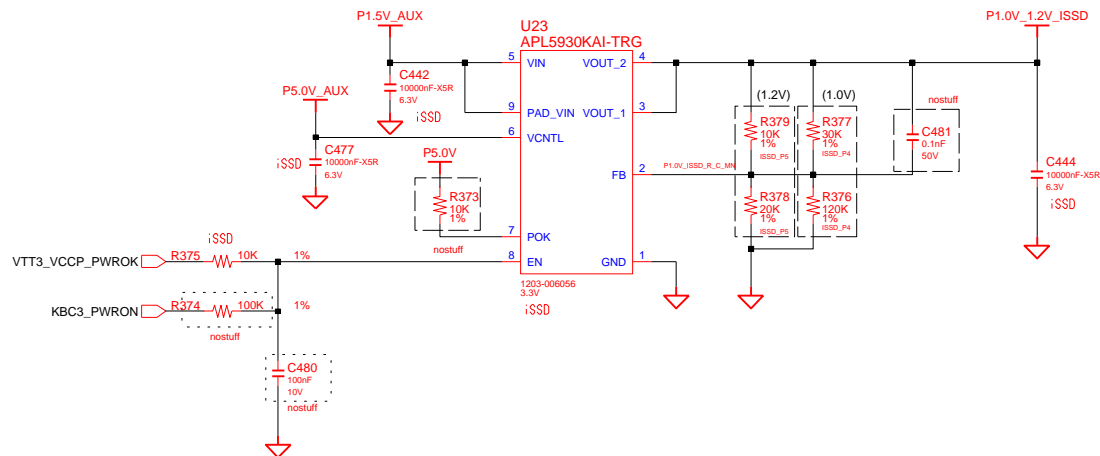 P1.5V_AUX
U23
APL5930KAI-TRG
P1.0V_1.2V_ISSD
5 VIN VOUT_2 4
C442
10000nF-X5R
6.3V
iSSD
P5.0V_AUX
9 PAD_VIN VOUT_1 3
(1.2V) (1.0V)
nostuff
6 VCNTL
R379
10K
1%
ISSD_P5
R377
30K
1%
ISSD_P4
C481
0.1nF
50V
iSSD
C477
10000nF-X5R
6.3V
P5.0V
FB 2
P1.0V_ISSD_R_C_MN
C444
10000nF-X5R
6.3V
iSSD
R373
10K
1%
R378
20K
1%
ISSD_P5
R376
120K
1%
ISSD_P4
7 POK
nostuff
iSSD
VTT3_VCCP_PWROK R375 10K 1%
8 EN GND 1
1203-006056
3.3V
iSSD
KBC3_PWRON R374 100K 1%
nostuff
C480
100nF
10V
nostuff